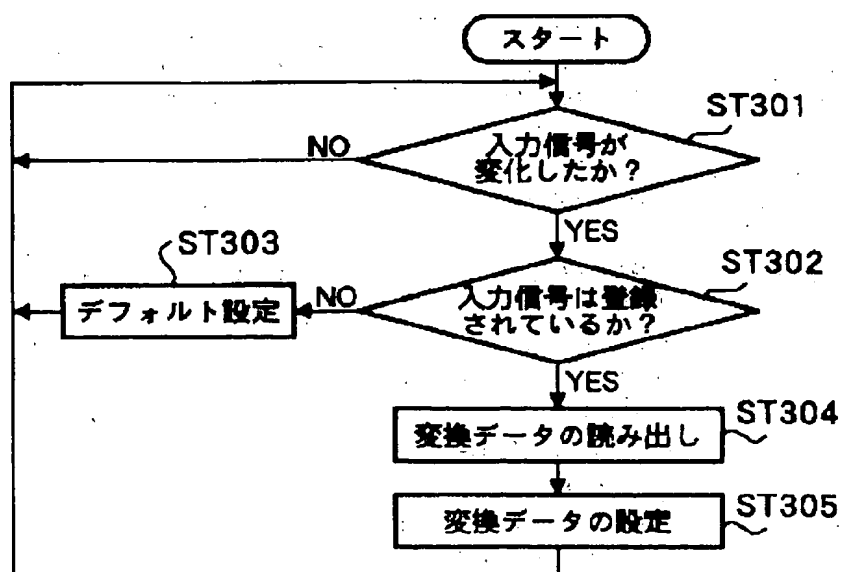 スタート
ST301
入力信号が
変化したか？
NO
YES
ST302
入力信号は登録
されているか？
NO
ST303
デフォルト設定
YES
ST304
変換データの読み出し
ST305
変換データの設定